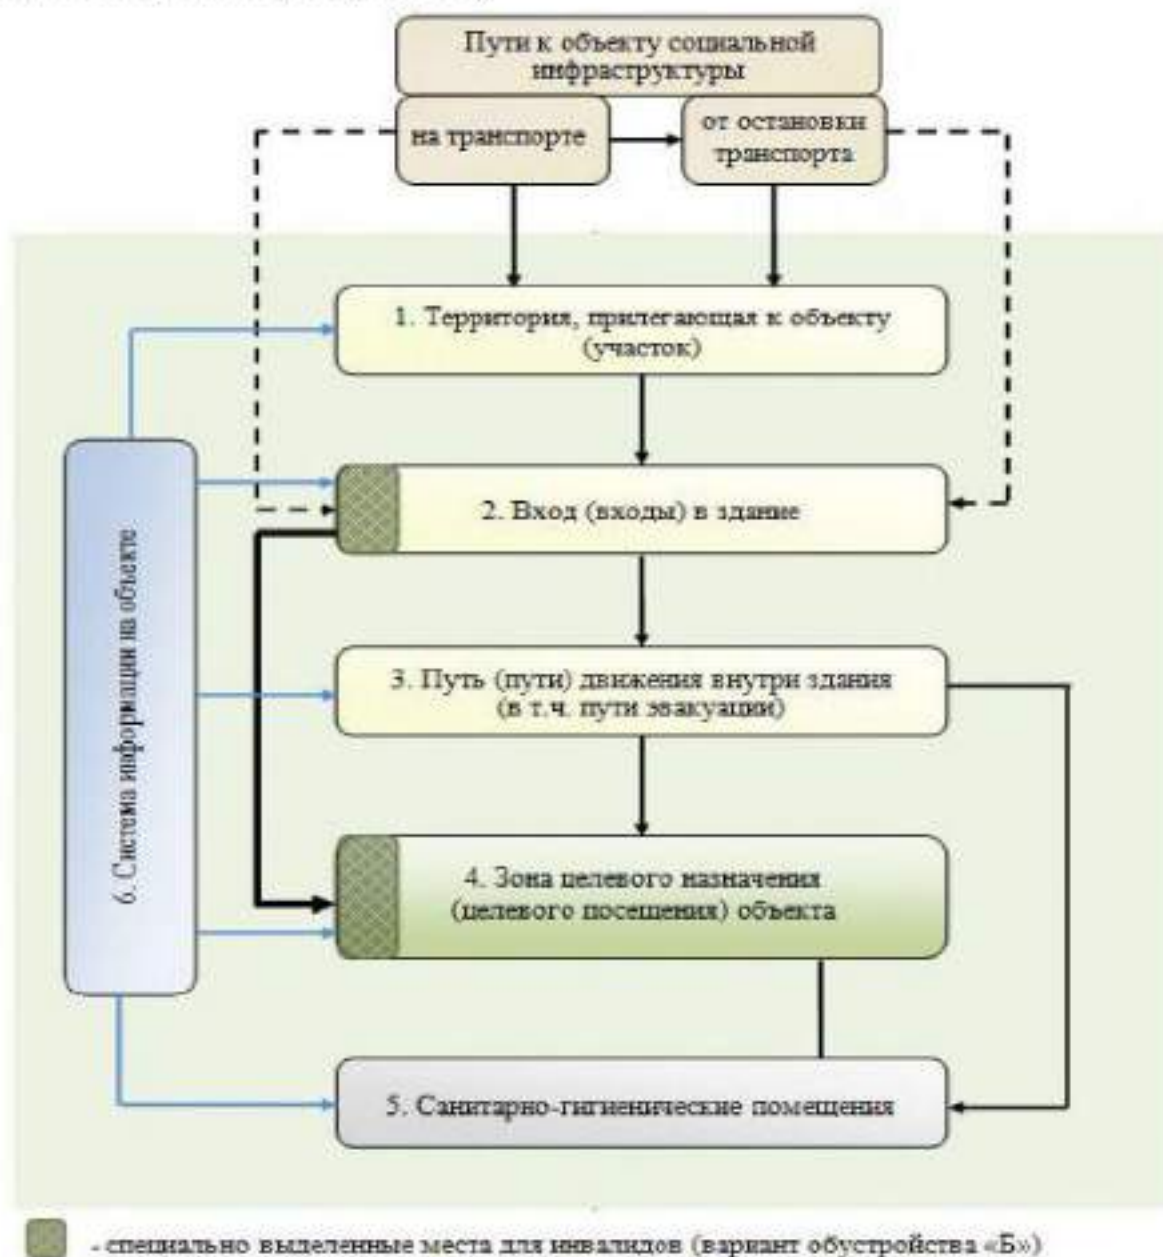 Пути к объекту социальной
инфраструктуры
на транспорте
от остановки
транспорта
1. Территория, прилегающая к объекту
(участок)
2. Вход (входы) в здание
3. Путь (пути) движения внутри здания
(в т.ч. пути эвакуации)
4. Зона целевого назначения
(целевого посещения) объекта
5. Санитарно-гигиенические помещения
6. Система информации на объекте
- специально выделенные места для инвалидов (вариант обустройства «Б»)